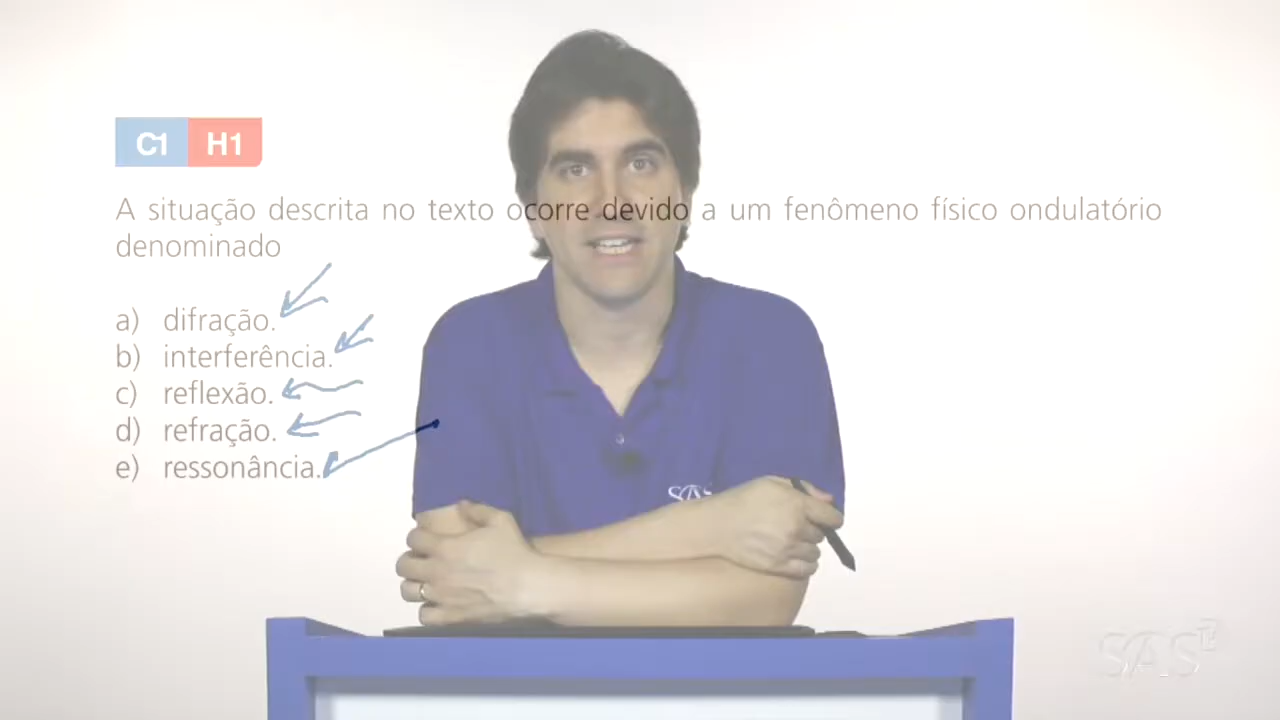 C1 H1
A situação descrita no texto ocorre devido a um fenômeno físico ondulatório
denominado
a) difração.
b) interferência.
c) reflexão.
d) refração.
e) ressonância.
SAS
SAS